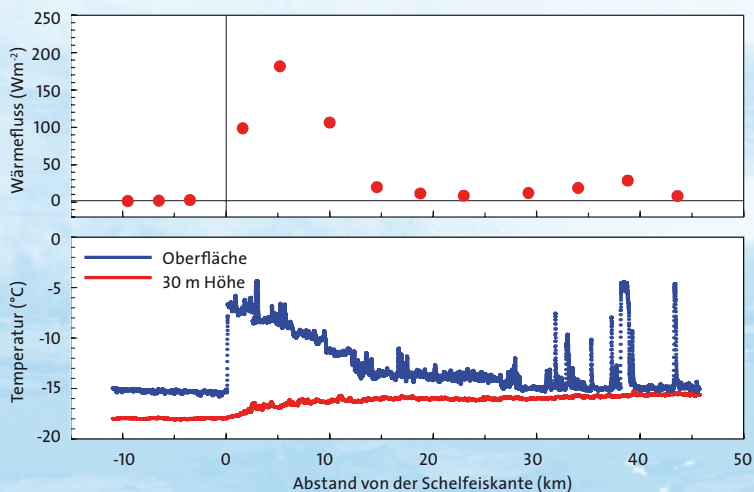 Wärmefluss (Wm-2)
250
200
150
100
50
0
Temperatur (°C)
0
-5
-10
-15
-20
Oberfläche
30 m Höhe
-10 0 10 20 30 40 50
Abstand von der Schelfeiskante (km)